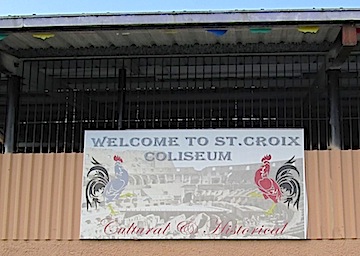 WELCOME TO ST.CROIX
COLISEUM
Cultural & Historical